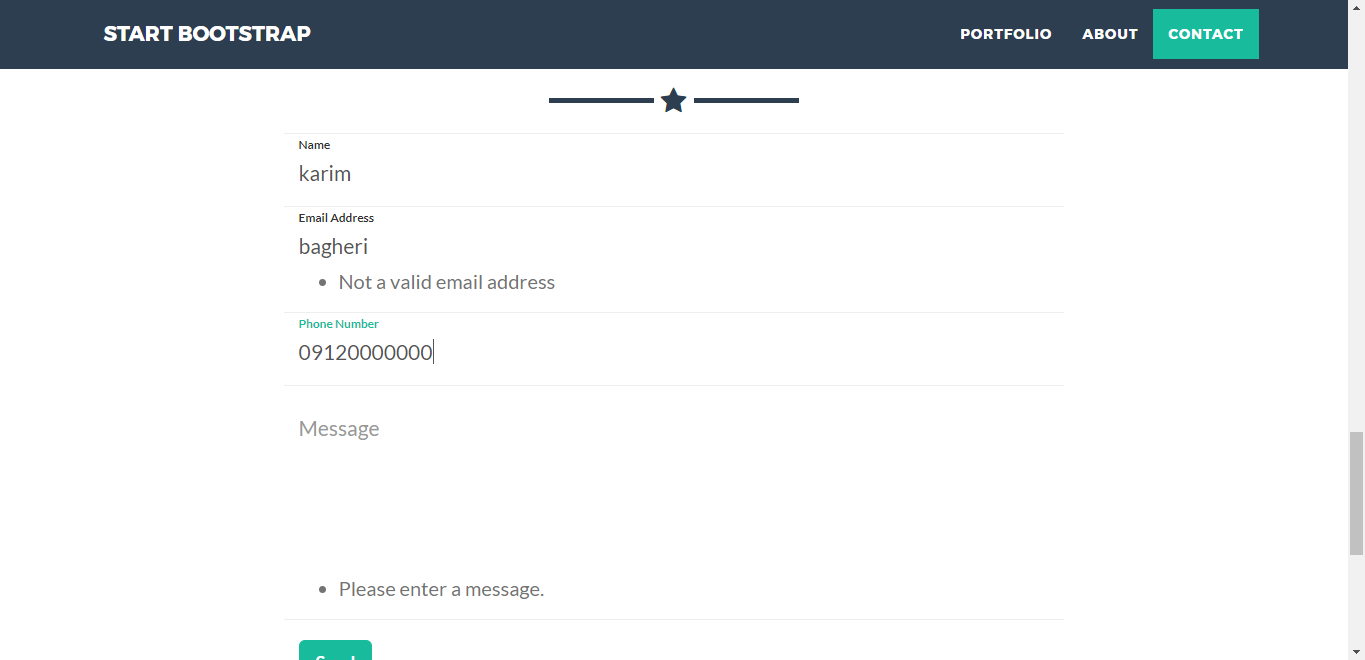 START BOOTSTRAP
PORTFOLIO ABOUT CONTACT
Name
karim
Email Address
bagheri
Not a valid email address
Phone Number
09120000000
Message
Please enter a message.